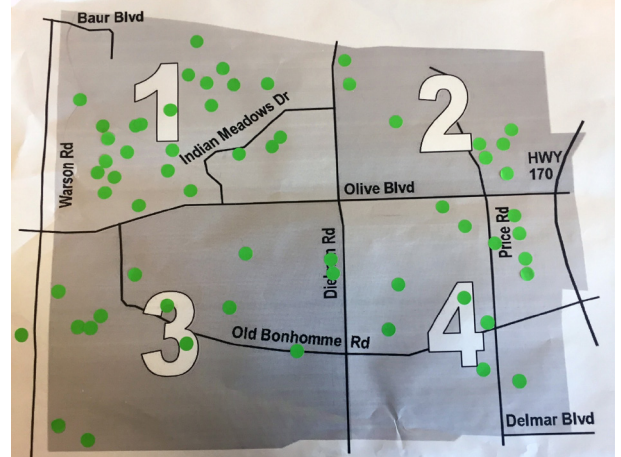 Baur Blvd
1
2
Indian Meadows Dr
Warson Rd
HWY
170
Olive Blvd
Price Rd
Rd
3
4
Old Bonhomme Rd
Delmar Blvd